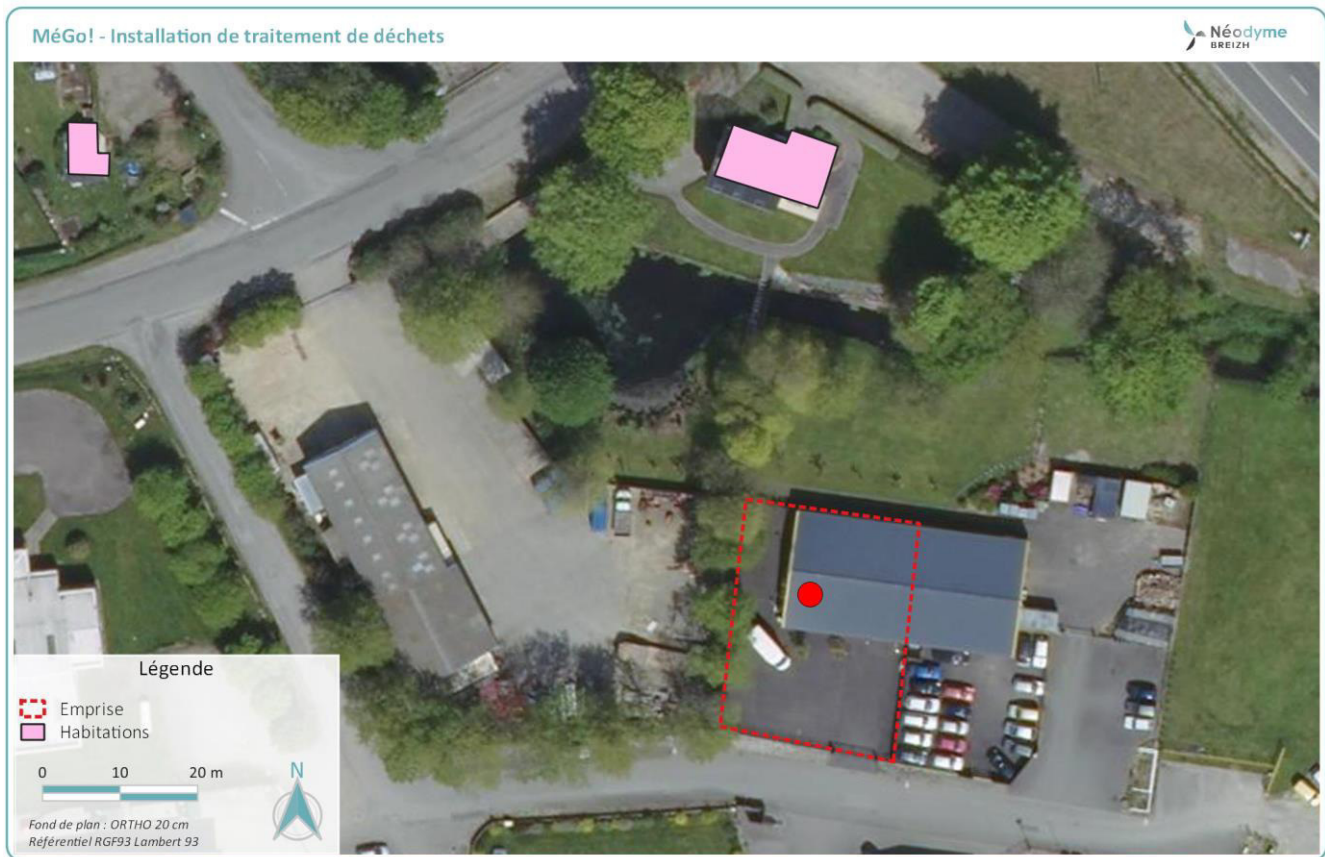 MéGo! - Installation de traitement de déchets
Néodyme
BREIZH
Légende
Emprise
Habitations
0 10 20 m
N
Fond de plan : ORTHO 20 cm
Référentiel RGF93 Lambert 93